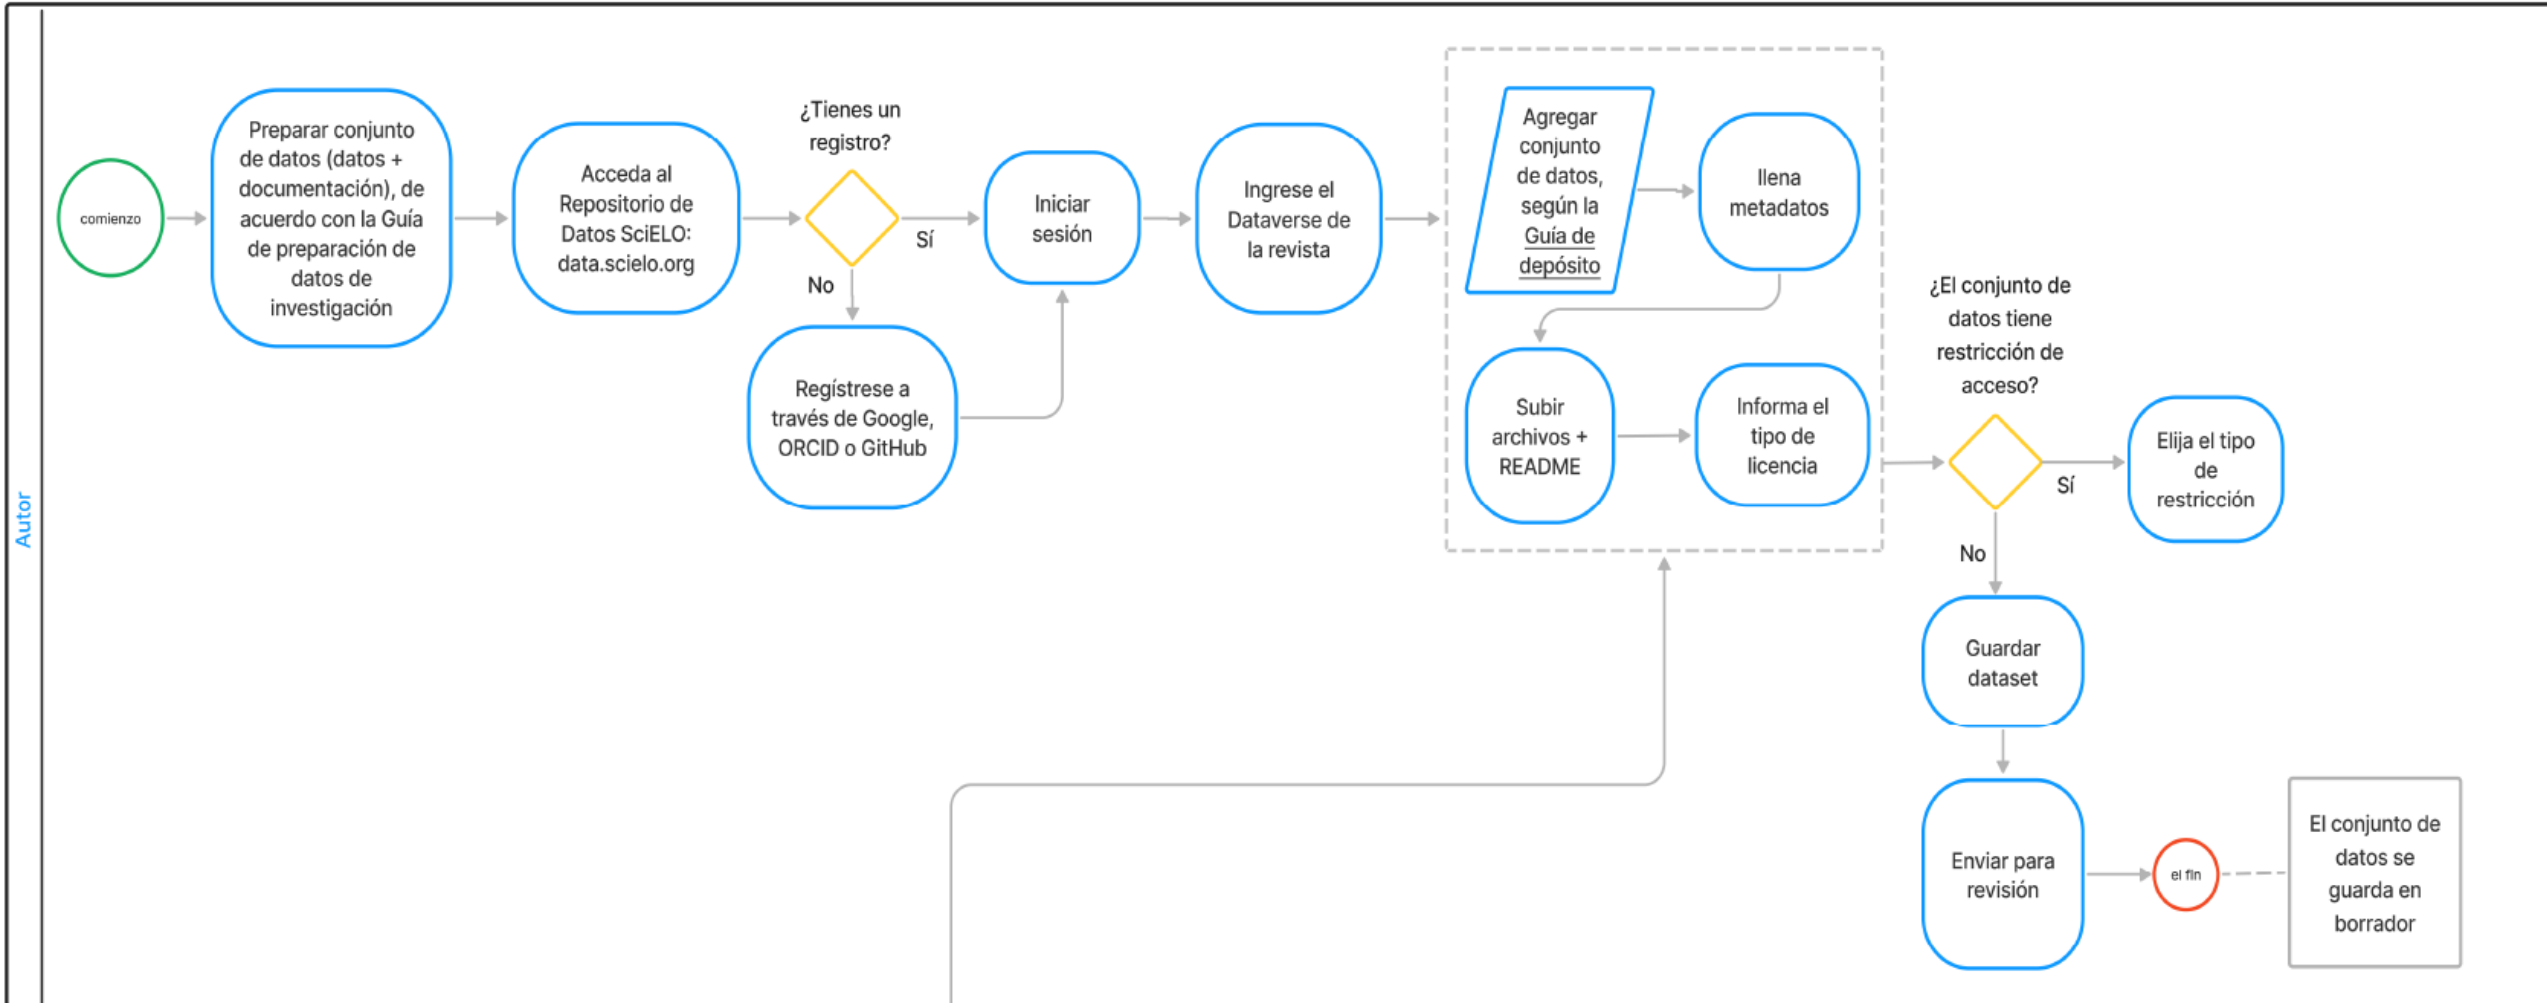 Autor
comienzo
Preparar conjunto
de datos (datos +
documentación), de
acuerdo con la Guía
de preparación de
datos de
investigación
Acceda al
Repositorio de
Datos SciELO:
data.scielo.org
¿Tienes un
registro?
Sí
No
Regístrese a
través de Google,
ORCID o GitHub
Iniciar
sesión
Ingrese el
Dataverse de
la revista
Agregar
conjunto
de datos,
según la
Guía de
depósito
llena
metadatos
Subir
archivos +
README
Informa el
tipo de
licencia
¿El conjunto de
datos tiene
restricción de
acceso?
Sí
Elija el tipo
de
restricción
No
Guardar
dataset
Enviar para
revisión
el fin
El conjunto de
datos se
guarda en
borrador